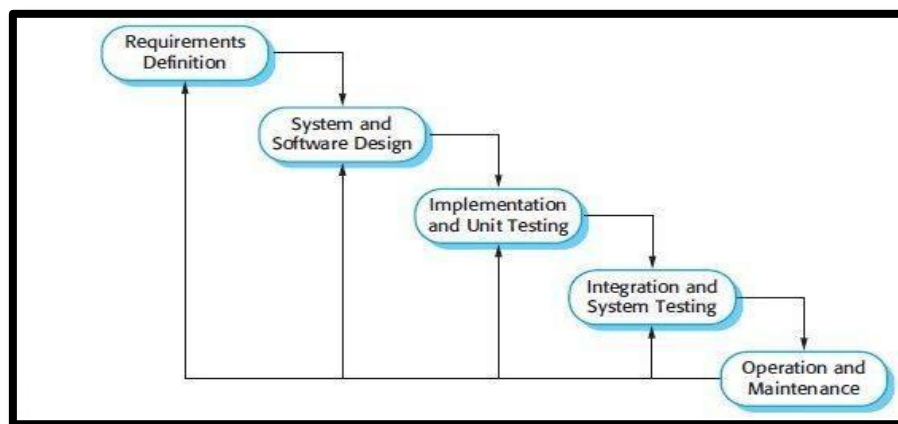 Requirements
Definition
System and
Software Design
Implementation
and Unit Testing
Integration and
System Testing
Operation and
Maintenance